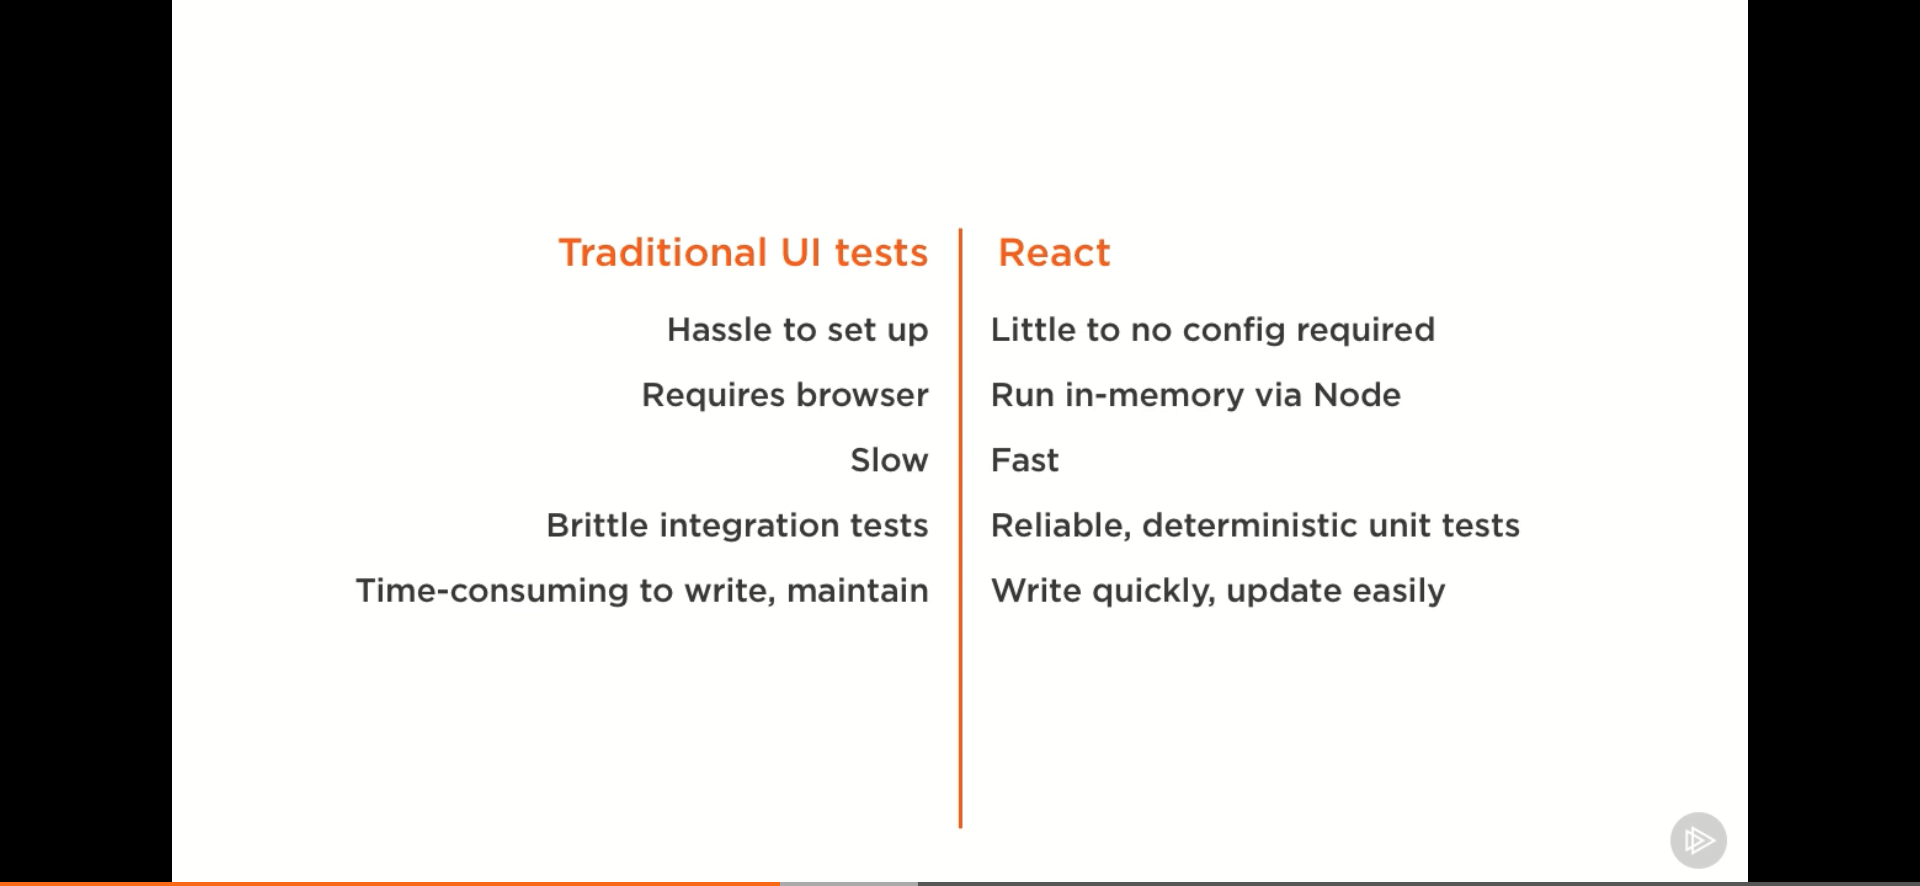 Traditional UI tests
Hassle to set up
Requires browser
Slow
Brittle integration tests
Time-consuming to write, maintain
React
Little to no config required
Run in-memory via Node
Fast
Reliable, deterministic unit tests
Write quickly, update easily